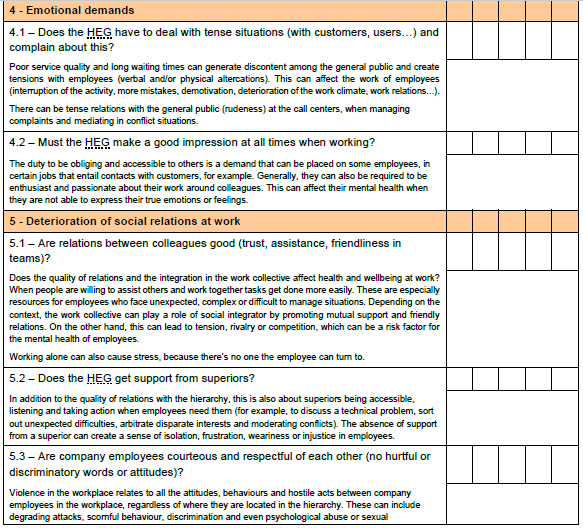 4 - Emotional demands
4.1 – Does the HEG have to deal with tense situations (with customers, users…) and
complain about this?
Poor service quality and long waiting times can generate discontent among the general public and create
tensions with employees (verbal and/or physical altercations). This can affect the work of employees
(interruption of the activity, more mistakes, demotivation, deterioration of the work climate, work relations...).
There can be tense relations with the general public (rudeness) at the call centers, when managing
complaints and mediating in conflict situations.
4.2 – Must the HEG make a good impression at all times when working?
The duty to be obliging and accessible to others is a demand that can be placed on some employees, in
certain jobs that entail contacts with customers, for example. Generally, they can also be required to be
enthusiastic and passionate about their work around colleagues. This can affect their mental health when
they are not able to express their true emotions or feelings.
5 - Deterioration of social relations at work
5.1 – Are relations between colleagues good (trust, assistance, friendliness in
teams)?
Does the quality of relations and the integration in the work collective affect health and wellbeing at work?
When people are willing to assist others and work together tasks get done more easily. These are especially
resources for employees who face unexpected, complex or difficult to manage situations. Depending on the
context, the work collective can play a role of social integrator by promoting mutual support and friendly
relations. On the other hand, this can lead to tension, rivalry or competition, which can be a risk factor for
the mental health of employees.
Working alone can also cause stress, because there's no one the employee can turn to.
5.2 – Does the HEG get support from superiors?
In addition to the quality of relations with the hierarchy, this is also about superiors being accessible,
listening and taking action when employees need them (for example, to discuss a technical problem, sort
out unexpected difficulties, arbitrate disparate interests and moderating conflicts). The absence of support
from a superior can create a sense of isolation, frustration, weariness or injustice in employees.
5.3 – Are company employees courteous and respectful of each other (no hurtful or
discriminatory words or attitudes)?
Violence in the workplace relates to all the attitudes, behaviours and hostile acts between company
employees in the workplace, regardless of where they are located in the hierarchy. These can include
degrading attacks, scornful behaviour, discrimination and even psychological abuse or sexual